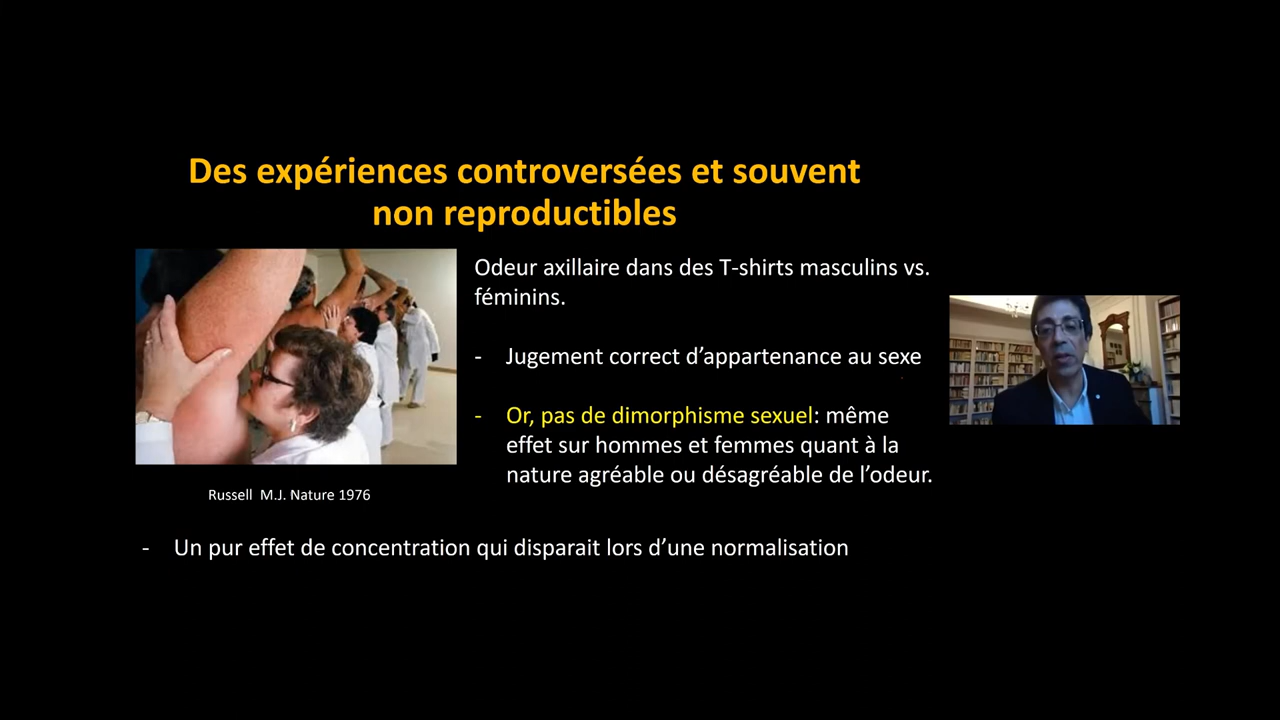 Des expériences controversées et souvent
non reproductibles
Odeur axillaire dans des T-shirts masculins vs.
féminins.
- Jugement correct d’appartenance au sexe
- Or, pas de dimorphisme sexuel: même
effet sur hommes et femmes quant à la
nature agréable ou désagréable de l’odeur.
Russell M.J. Nature 1976
- Un pur effet de concentration qui disparait lors d’une normalisation